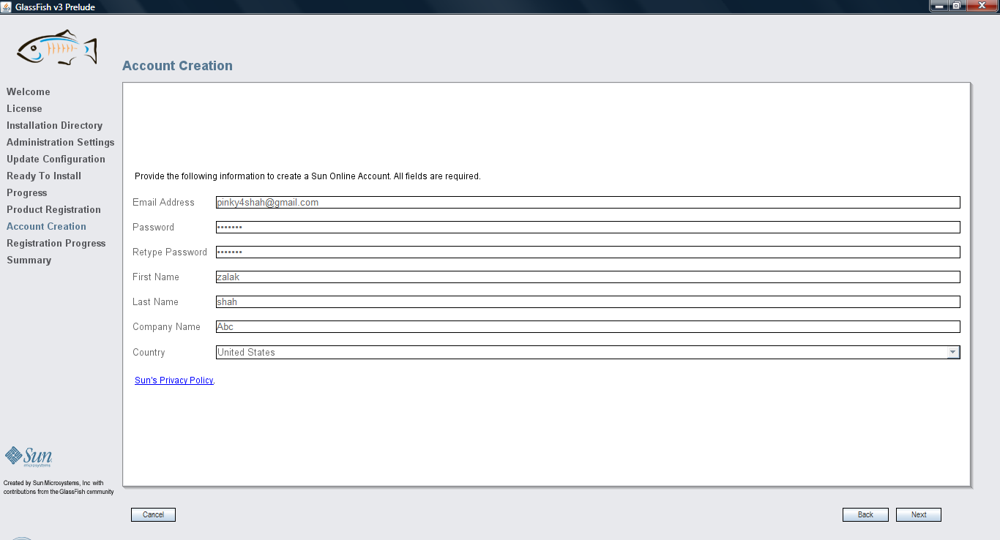 GlassFish v3 Prelude
Account Creation
Welcome
License
Installation Directory
Administration Settings
Update Configuration
Ready To Install
Progress
Product Registration
Account Creation
Registration Progress
Summary
Provide the following information to create a Sun Online Account. All fields are required.
Email Address pinky4shah@gmail.com
Password •••••••
Retype Password •••••••
First Name zalak
Last Name shah
Company Name Abc
Country United States
Sun's Privacy Policy.
Sun
microsystems
Created by Sun Microsystems, Inc with
contributions from the GlassFish community
Cancel Back Next